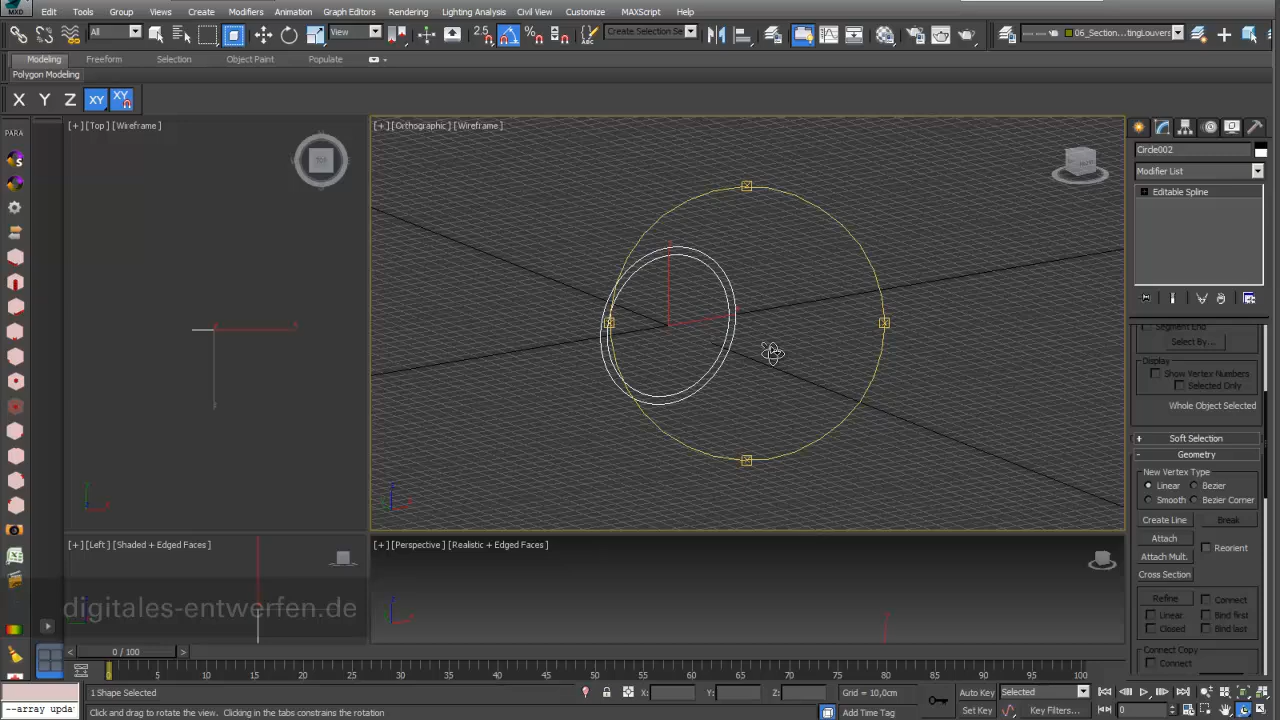 MXD Edit Tools Group Views Create Modifiers Animation Graph Editors Rendering Lighting Analysis Civil View Customize MAXScript Help
All View 2.5 Create Selection Se 06_Section...tingLouvers
Modeling Freeform Selection Object Paint Populate
Polygon Modeling
X Y Z XY XY
PARA
[+] [Top] [Wireframe]
TOP
[+] [Orthographic] [Wireframe]
Circle002
Modifier List
Editable Spline
Segment End
Select By...
Display
Show Vertex Numbers
Selected Only
Whole Object Selected
+ Soft Selection
- Geometry
New Vertex Type
Linear Bezier
Smooth Bezier Corner
Create Line Break
Attach
Reorient
Attach Mult.
Cross Section
Refine Connect
Linear Bind first
Closed Bind last
Connect Copy
Connect
[+] [Left] [Shaded + Edged Faces]
[+] [Perspective] [Realistic + Edged Faces]
digitales-entwerfen.de
< 0 / 100 >
0 5 10 15 20 25 30 35 40 45 50 55 60 65 70 75 80 85 90 95 100
1 Shape Selected X: Y: Z: Grid = 10,0cm Auto Key Selected
--array upda Click and drag to rotate the view. Clicking in the tabs constrains the rotation Add Time Tag Set Key Key Filters... 0